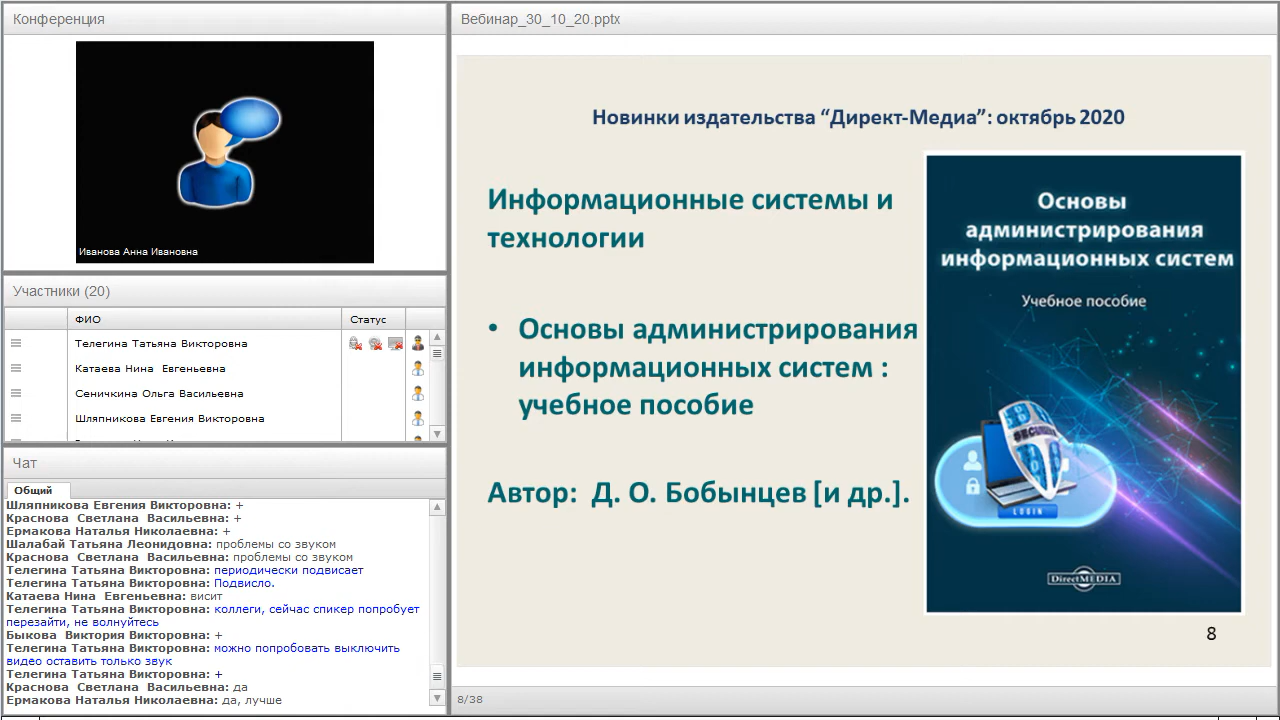 Конференция
Иванова Анна Ивановна
Участники (20)
ФИО
Статус
Телегина Татьяна Викторовна
Катаева Нина  Евгеньевна
Сеничкина Ольга Васильевна
Шляпникова Евгения Викторовна
Чат
Общий
Шляпникова Евгения Викторовна: +
Краснова  Светлана  Васильевна: +
Ермакова Наталья Николаевна: +
Шалабай Татьяна Леонидовна: проблемы со звуком
Краснова  Светлана  Васильевна: проблемы со звуком
Телегина Татьяна Викторовна: периодически подвисает
Телегина Татьяна Викторовна: Подвисло.
Катаева Нина  Евгеньевна: висит
Телегина Татьяна Викторовна: коллеги, сейчас спикер попробует
перезайти, не волнуйтесь
Быкова  Виктория Викторовна: +
Телегина Татьяна Викторовна: можно попробовать выключить
видео оставить только звук
Телегина Татьяна Викторовна: +
Краснова  Светлана  Васильевна: да
Ермакова Наталья Николаевна: да, лучше
Вебинар_30_10_20.pptx
Новинки издательства “Директ-Медиа”: октябрь 2020
Информационные системы и
технологии
• Основы администрирования
информационных систем :
учебное пособие
Автор:  Д. О. Бобынцев [и др.].
Основы
администрирования
информационных систем
Учебное пособие
SECURITY
LOGIN
DirectMEDIA
8
8/38